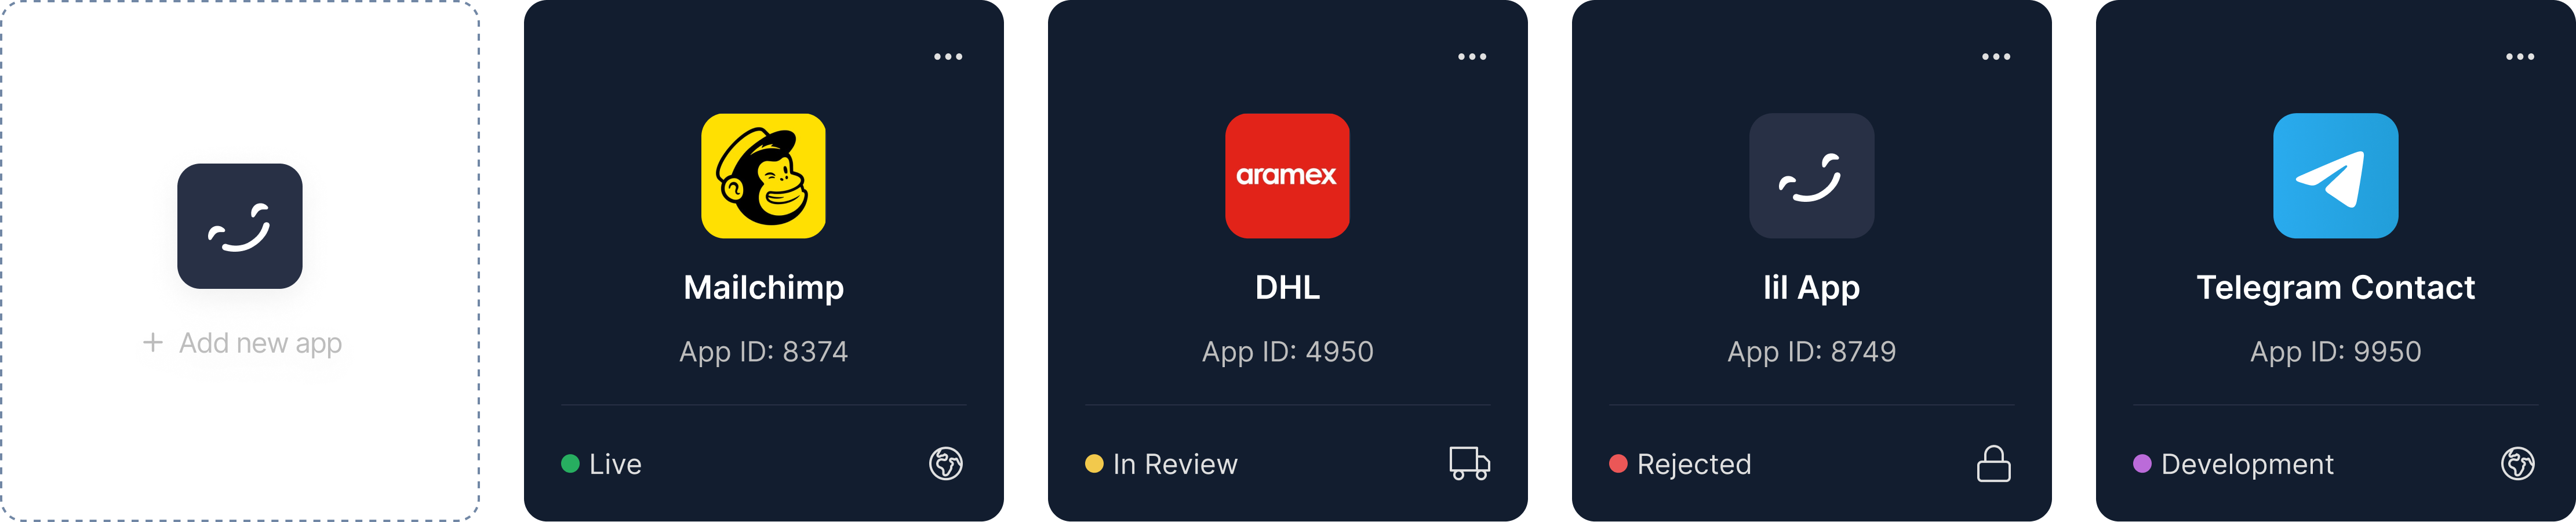 + Add new app
Mailchimp
App ID: 8374
Live
aramex
DHL
App ID: 4950
In Review
lil App
App ID: 8749
Rejected
Telegram Contact
App ID: 9950
Development